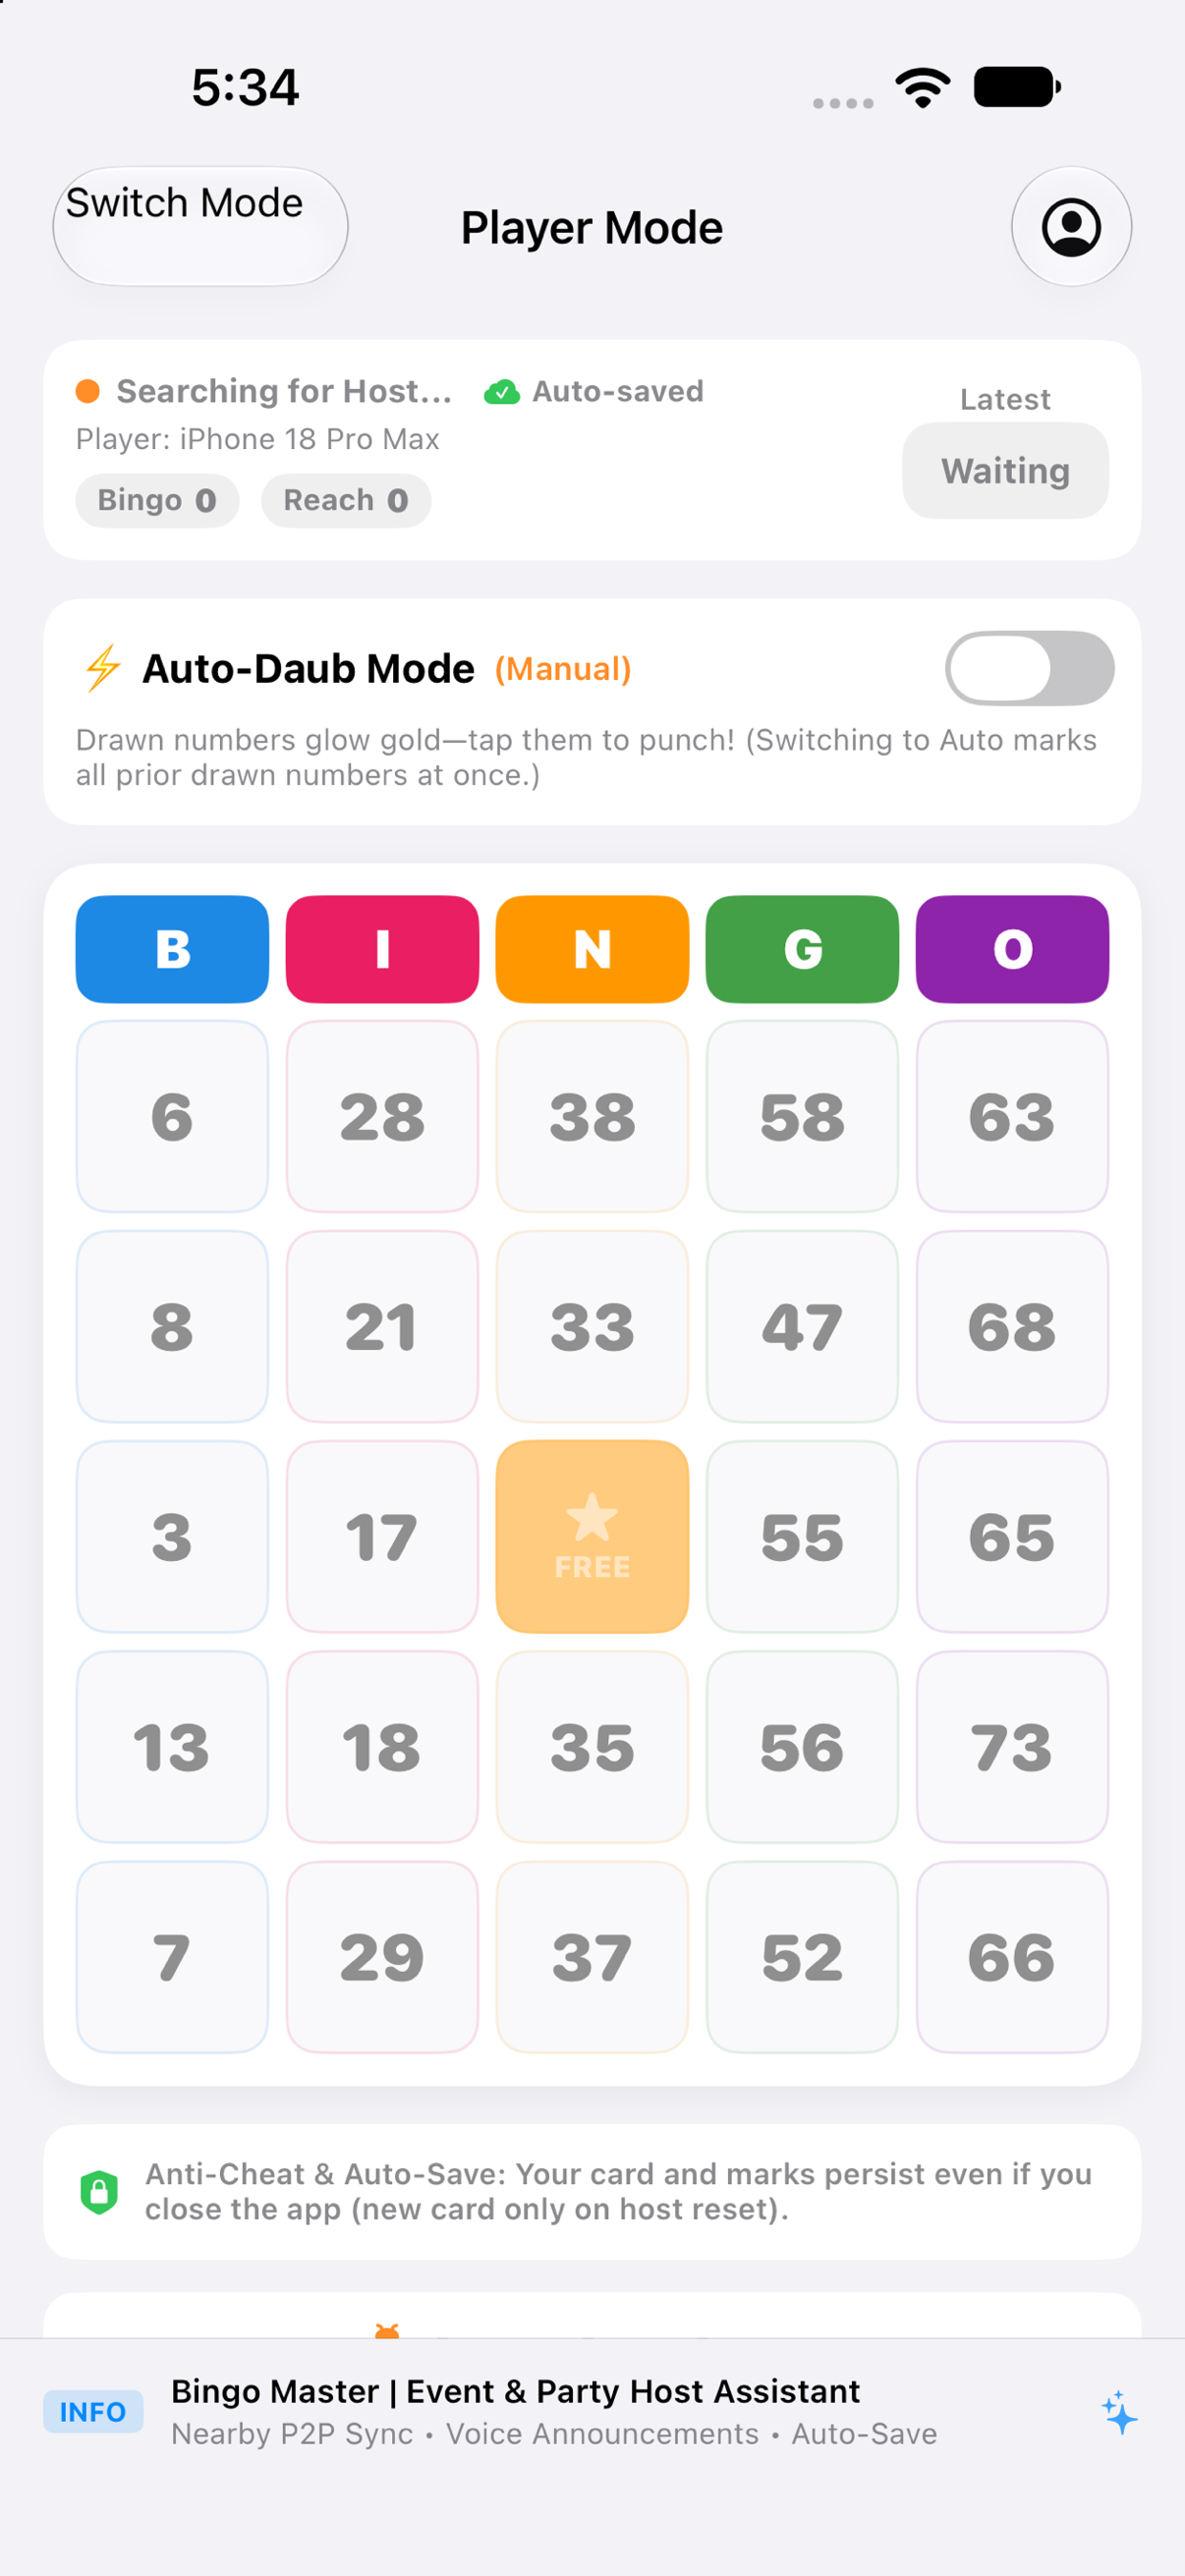 5:34
Switch Mode
Player Mode
Searching for Host...
Auto-saved
Latest
Player: iPhone 18 Pro Max
Waiting
Bingo 0
Reach 0
Auto-Daub Mode (Manual)
Drawn numbers glow gold—tap them to punch! (Switching to Auto marks
all prior drawn numbers at once.)
B I N G O
6 28 38 58 63
8 21 33 47 68
3 17 FREE 55 65
13 18 35 56 73
7 29 37 52 66
Anti-Cheat & Auto-Save: Your card and marks persist even if you
close the app (new card only on host reset).
INFO
Bingo Master | Event & Party Host Assistant
Nearby P2P Sync • Voice Announcements • Auto-Save